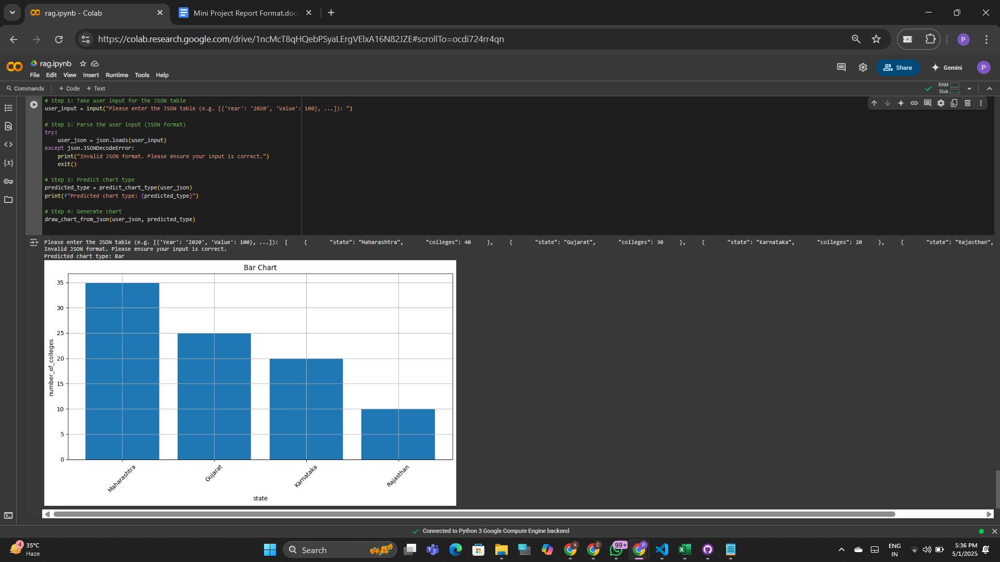 rag.ipynb - Colab
Mini Project Report Format.doc
https://colab.research.google.com/drive/1ncMcT8qHQebPSyaLErgVElxA16N82JZE#scrollTo=ocdi724rr4qn
P
rag.ipynb
File Edit View Insert Runtime Tools Help
Share
Gemini
P
Commands + Code + Text
RAM
Disk
# Step 1: Take user input for the JSON table
user_input = input("Please enter the JSON table (e.g. [{'Year': '2020', 'Value': 100}, ...]): ")
# Step 2: Parse the user input (JSON format)
try:
user_json = json.loads(user_input)
except json.JSONDecodeError:
print("Invalid JSON format. Please ensure your input is correct.")
exit()
# Step 3: Predict chart type
predicted_type = predict_chart_type(user_json)
print(f"Predicted chart type: {predicted_type}")
# Step 4: Generate chart
draw_chart_from_json(user_json, predicted_type)
Please enter the JSON table (e.g. [{'Year': '2020', 'Value': 100}, ...]): [ { "state": "Maharashtra", "colleges": 40 }, { "state": "Gujarat", "colleges": 30 }, { "state": "Karnataka", "colleges": 20 }, { "state": "Rajasthan",
Invalid JSON format. Please ensure your input is correct.
Predicted chart type: Bar
Bar Chart
35
30
25
20
15
10
5
0
number_of_colleges
Maharashtra
Gujarat
Karnataka
Rajasthan
state
Connected to Python 3 Google Compute Engine backend
4
35°C
Haze
Search
99+
ENG
IN
5:36 PM
5/1/2025